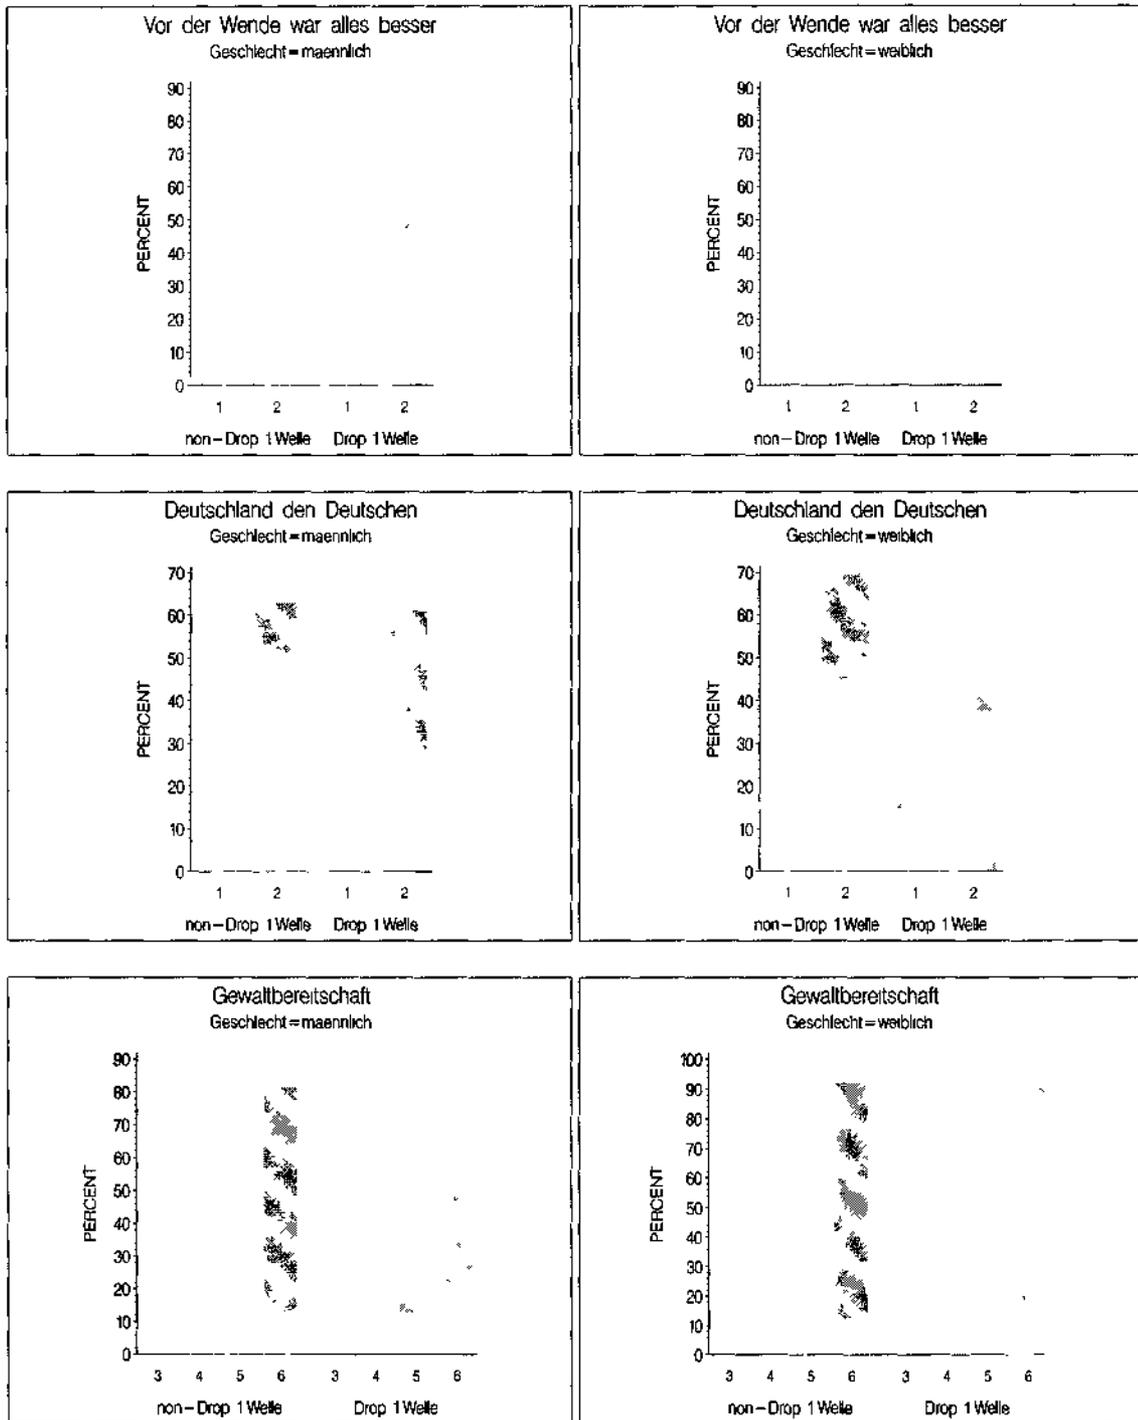 Vor der Wende war alles besser
Geschlecht=maennlich
90
80
70
60
50
40
30
20
10
0
PERCENT
1 2 1 2
non-Drop 1 Welle Drop 1 Welle
Vor der Wende war alles besser
Geschlecht=weiblich
90
80
70
60
50
40
30
20
10
0
PERCENT
1 2 1 2
non-Drop 1 Welle Drop 1 Welle
Deutschland den Deutschen
Geschlecht=maennlich
70
60
50
40
30
20
10
0
PERCENT
1 2 1 2
non-Drop 1 Welle Drop 1 Welle
Deutschland den Deutschen
Geschlecht=weiblich
70
60
50
40
30
20
10
0
PERCENT
1 2 1 2
non-Drop 1 Welle Drop 1 Welle
Gewaltbereitschaft
Geschlecht=maennlich
90
80
70
60
50
40
30
20
10
0
PERCENT
3 4 5 6 3 4 5 6
non-Drop 1 Welle Drop 1 Welle
Gewaltbereitschaft
Geschlecht=weiblich
100
90
80
70
60
50
40
30
20
10
0
PERCENT
3 4 5 6 3 4 5 6
non-Drop 1 Welle Drop 1 Welle